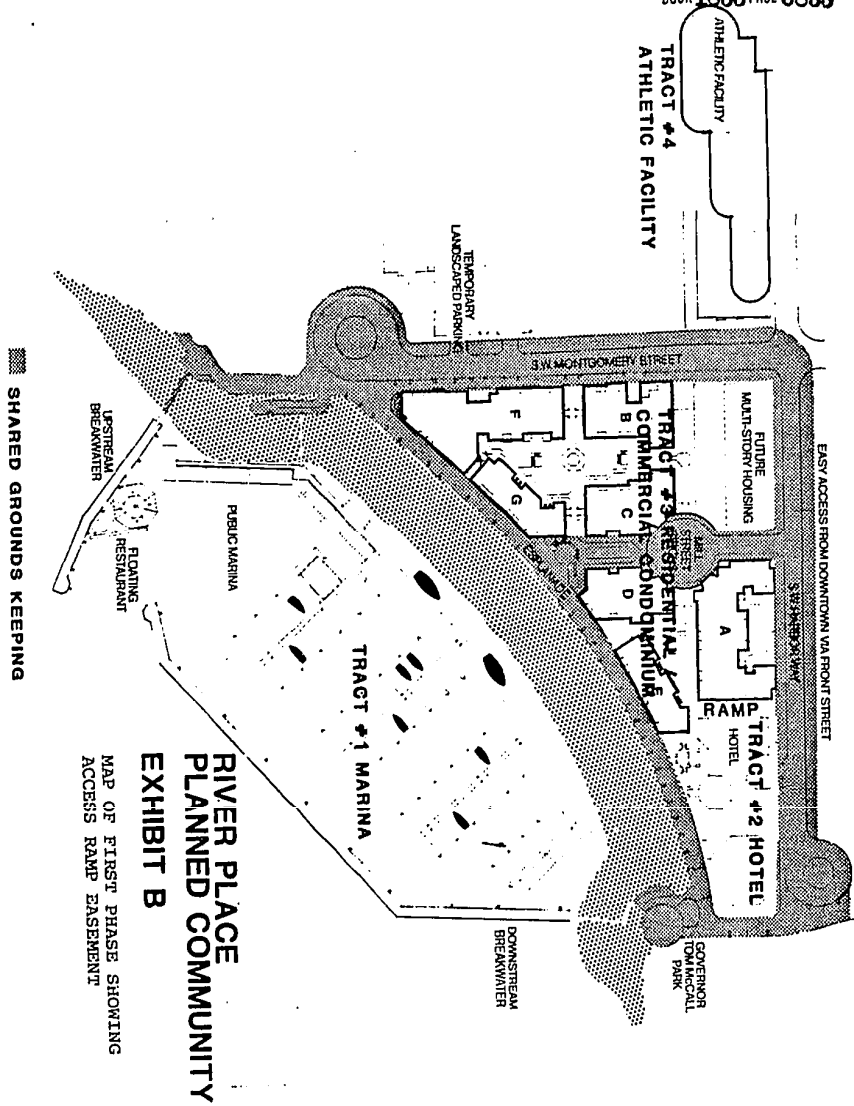 ATHLETIC FACILITY
TRACT #4
ATHLETIC FACILITY
TEMPORARY
LANDSCAPED PARKING
S.W. MONTGOMERY STREET
EASY ACCESS FROM DOWNTOWN VIA FRONT STREET
S.W. HARBOR WAY
FUTURE
MULTI-STORY HOUSING
MILL
STREET
TRACT #3 RESIDENTIAL /
COMMERCIAL CONDOMINIUM
A
B
C
D
E
F
G
RAMP
HOTEL
TRACT #2 HOTEL
ESPLANADE
GOVERNOR
TOM McCALL
PARK
UPSTREAM
BREAKWATER
FLOATING
RESTAURANT
PUBLIC MARINA
TRACT #1 MARINA
DOWNSTREAM
BREAKWATER
RIVER PLACE
PLANNED COMMUNITY
EXHIBIT B
MAP OF FIRST PHASE SHOWING
ACCESS RAMP EASEMENT
SHARED GROUNDS KEEPING